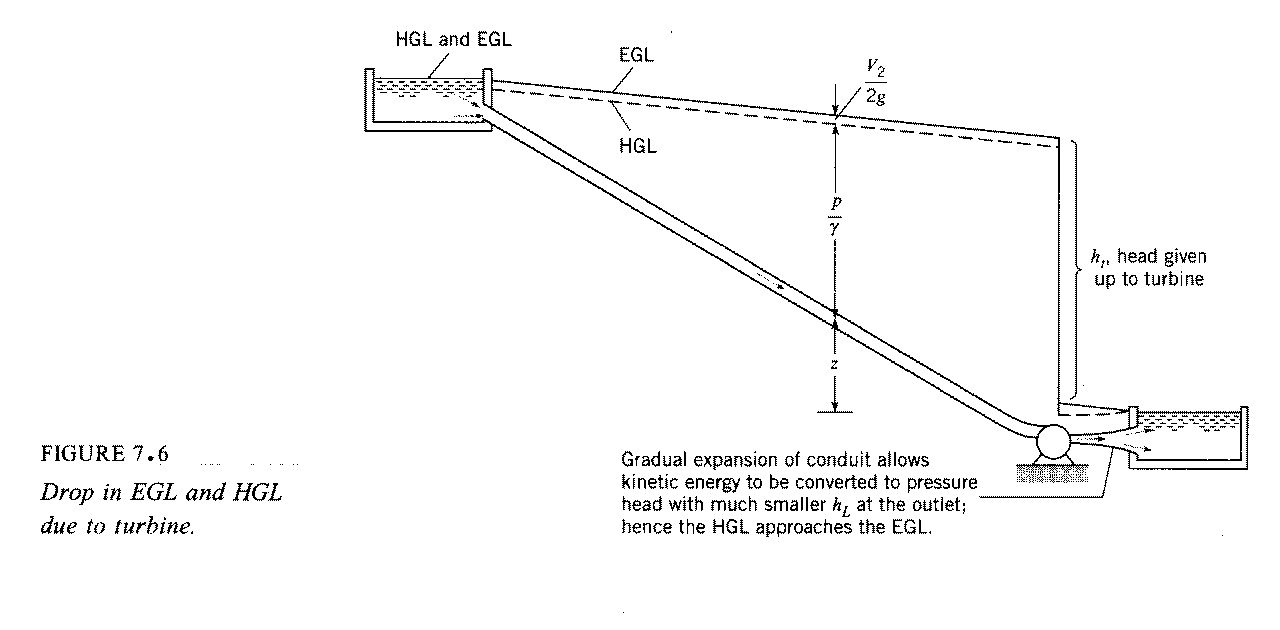 HGL and EGL
EGL
V₂
2g
HGL
p
γ
hₜ, head given
up to turbine
z
FIGURE 7.6
Drop in EGL and HGL
due to turbine.
Gradual expansion of conduit allows
kinetic energy to be converted to pressure
head with much smaller h_L at the outlet;
hence the HGL approaches the EGL.